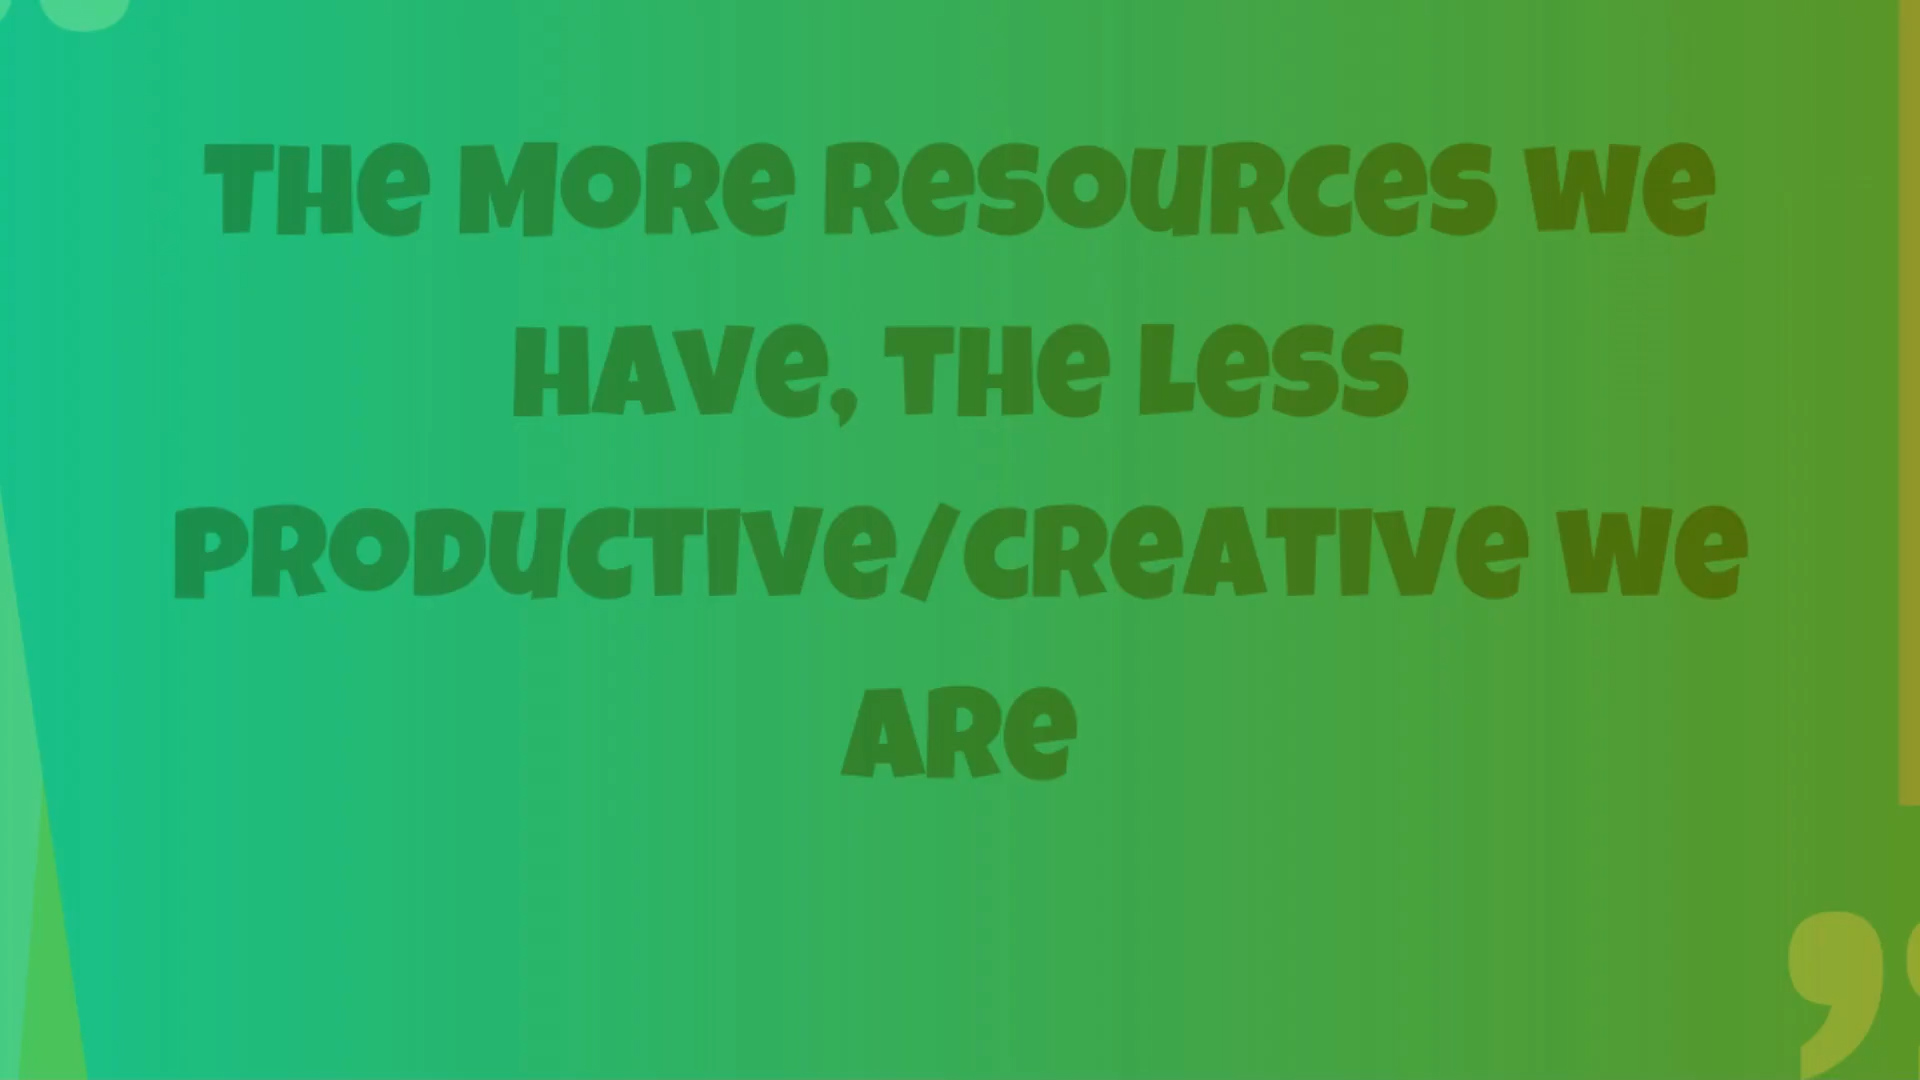 THE MORE RESOURCES WE
HAVE, THE LESS
PRODUCTIVE/CREATIVE WE
ARE